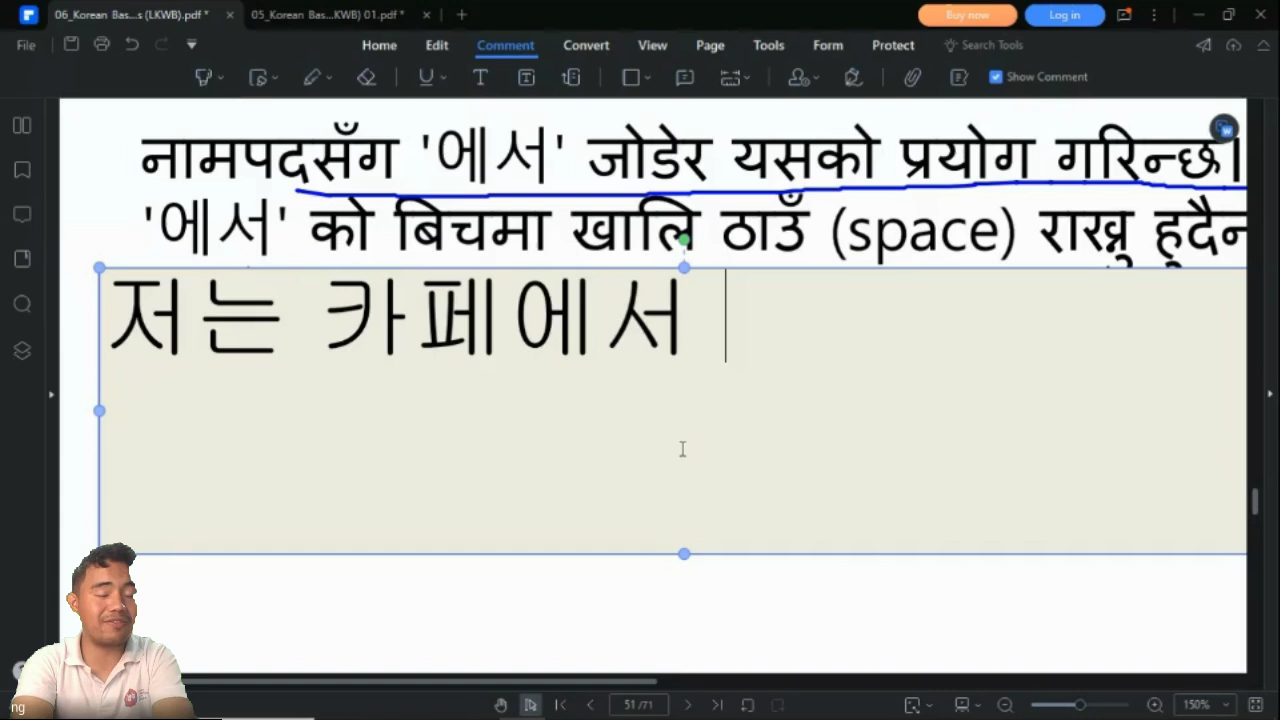 06_Korean Bas...s (LKWB).pdf *
05_Korean Bas...KWB) 01.pdf *
Buy now
Log in
File
Home
Edit
Comment
Convert
View
Page
Tools
Form
Protect
Search Tools
Show Comment
नामपदसँग '에서' जोडेर यसको प्रयोग गरिन्छ।
'에서' को बिचमा खालि ठाउँ (space) राख्नु
저는 카페에서
ng
51 /71
150%